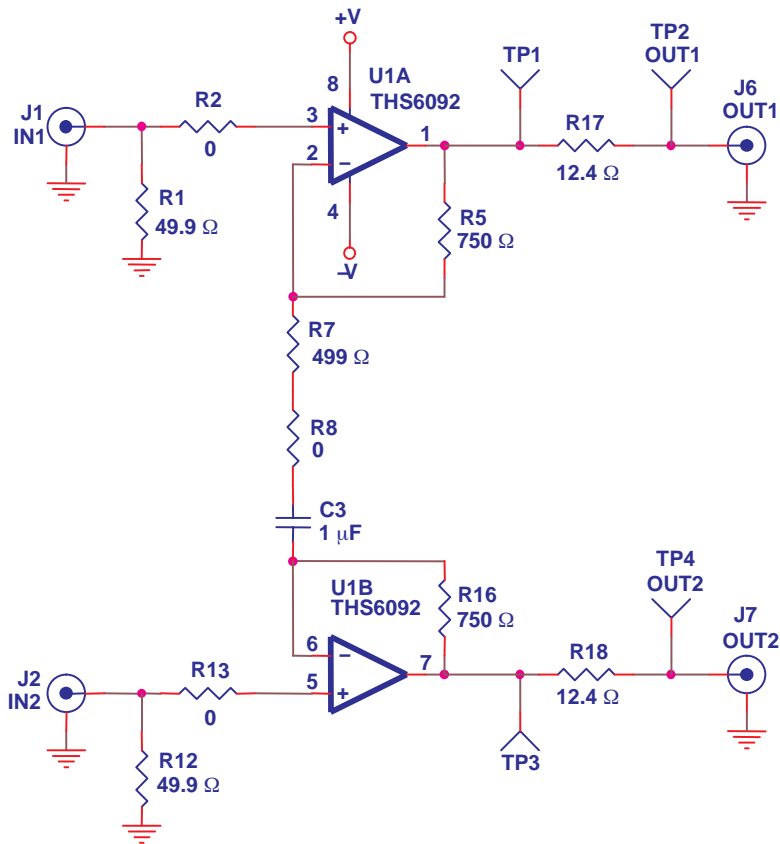 +V
U1A
THS6092
8
TP1
TP2
OUT1
J1
IN1
R2
0
3
+
2
−
1
J6
OUT1
R17
12.4 Ω
R1
49.9 Ω
4
−V
R5
750 Ω
R7
499 Ω
R8
0
C3
1 µF
TP4
OUT2
U1B
THS6092
R16
750 Ω
J7
OUT2
J2
IN2
R13
0
6
−
5
+
7
R18
12.4 Ω
TP3
R12
49.9 Ω